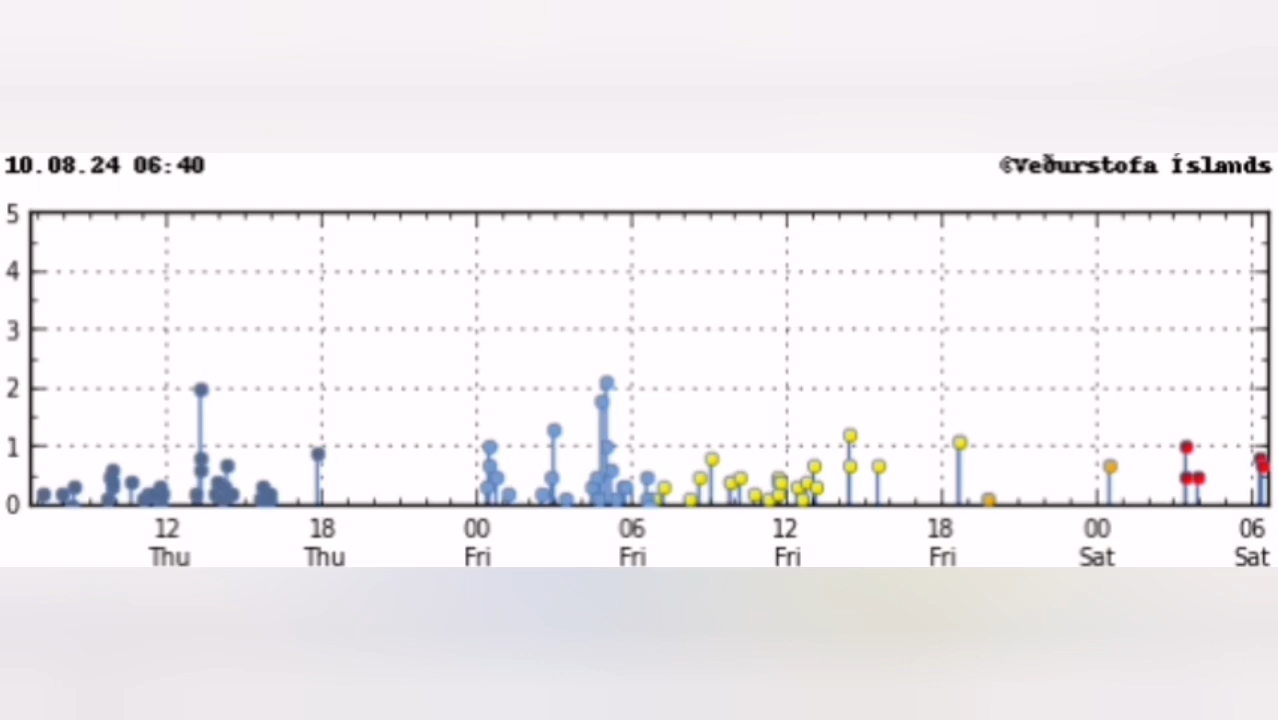 10.08.24 06:40 ©Veðurstofa Íslands
5
4
3
2
1
0
12 18 00 06 12 18 00 06
Thu Thu Fri Fri Fri Fri Sat Sat